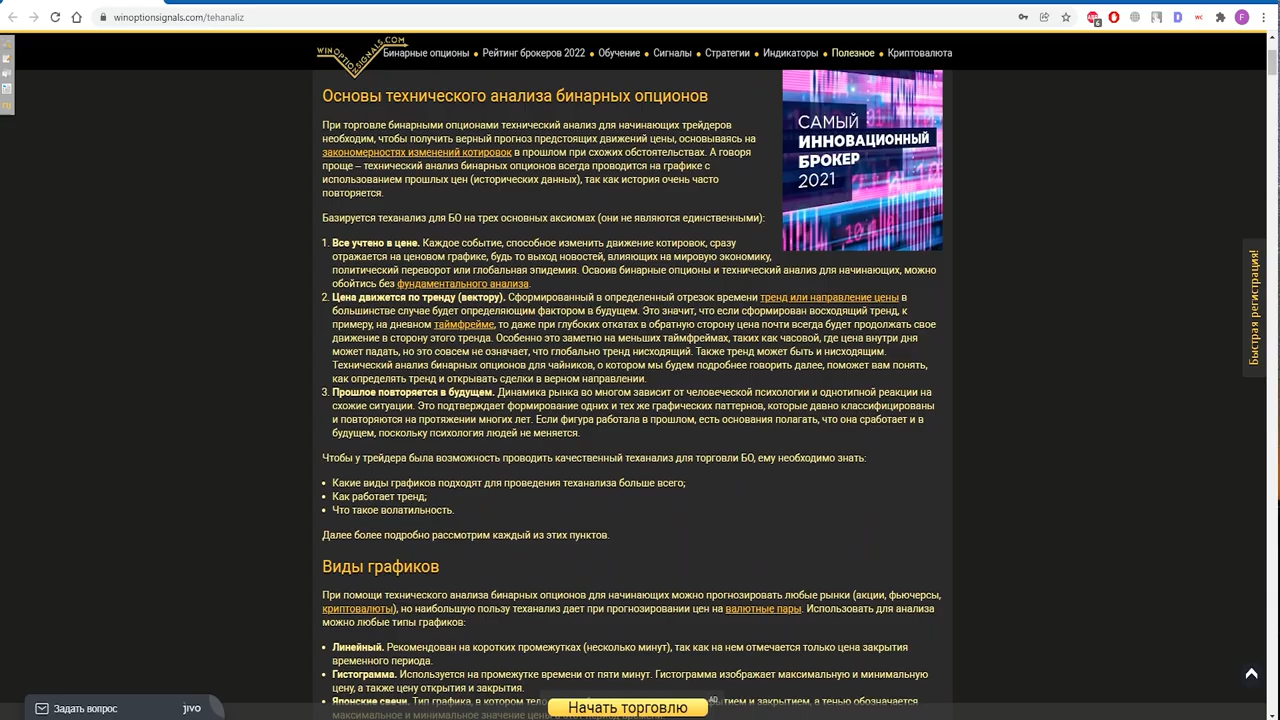 winoptionsignals.com/tehanaliz
WINOPTIONSIGNALS.COM
Бинарные опционы • Рейтинг брокеров 2022 • Обучение • Сигналы • Стратегии • Индикаторы • Полезное • Криптовалюта
Основы технического анализа бинарных опционов
При торговле бинарными опционами технический анализ для начинающих трейдеров
необходим, чтобы получить верный прогноз предстоящих движений цены, основываясь на
закономерностях изменений котировок в прошлом при схожих обстоятельствах. А говоря
проще – технический анализ бинарных опционов всегда проводится на графике с
использованием прошлых цен (исторических данных), так как история очень часто
повторяется.
САМЫЙ
ИННОВАЦИОННЫЙ
БРОКЕР
2021
Базируется теханализ для БО на трех основных аксиомах (они не являются единственными):
1. Все учтено в цене. Каждое событие, способное изменить движение котировок, сразу
отражается на ценовом графике, будь то выход новостей, влияющих на мировую экономику,
политический переворот или глобальная эпидемия. Освоив бинарные опционы и технический анализ для начинающих, можно
обойтись без фундаментального анализа.
2. Цена движется по тренду (вектору). Сформированный в определенный отрезок времени тренд или направление цены в
большинстве случае будет определяющим фактором в будущем. Это значит, что если сформирован восходящий тренд, к
примеру, на дневном таймфрейме, то даже при глубоких откатах в обратную сторону цена почти всегда будет продолжать свое
движение в сторону этого тренда. Особенно это заметно на меньших таймфреймах, таких как часовой, где цена внутри дня
может падать, но это совсем не означает, что глобально тренд нисходящий. Также тренд может быть и нисходящим.
Технический анализ бинарных опционов для чайников, о котором мы будем подробнее говорить далее, поможет вам понять,
как определять тренд и открывать сделки в верном направлении.
3. Прошлое повторяется в будущем. Динамика рынка во многом зависит от человеческой психологии и однотипной реакции на
схожие ситуации. Это подтверждает формирование одних и тех же графических паттернов, которые давно классифицированы
и повторяются на протяжении многих лет. Если фигура работала в прошлом, есть основания полагать, что она сработает и в
будущем, поскольку психология людей не меняется.
Быстрая регистрация!
Чтобы у трейдера была возможность проводить качественный теханализ для торговли БО, ему необходимо знать:
• Какие виды графиков подходят для проведения теханализа больше всего;
• Как работает тренд;
• Что такое волатильность.
Далее более подробно рассмотрим каждый из этих пунктов.
Виды графиков
При помощи технического анализа бинарных опционов для начинающих можно прогнозировать любые рынки (акции, фьючерсы,
криптовалюты), но наибольшую пользу теханализ дает при прогнозировании цен на валютные пары. Использовать для анализа
можно любые типы графиков:
• Линейный. Рекомендован на коротких промежутках (несколько минут), так как на нем отмечается только цена закрытия
временного периода.
• Гистограмма. Используется на промежутке времени от пяти минут. Гистограмма изображает максимальную и минимальную
цену, а также цену открытия и закрытия.
• Японские свечи. Тип графика, в котором а тенью обозначается
максимальное и минимальное значение цены
Начать торговлю
Задать вопрос
jivo